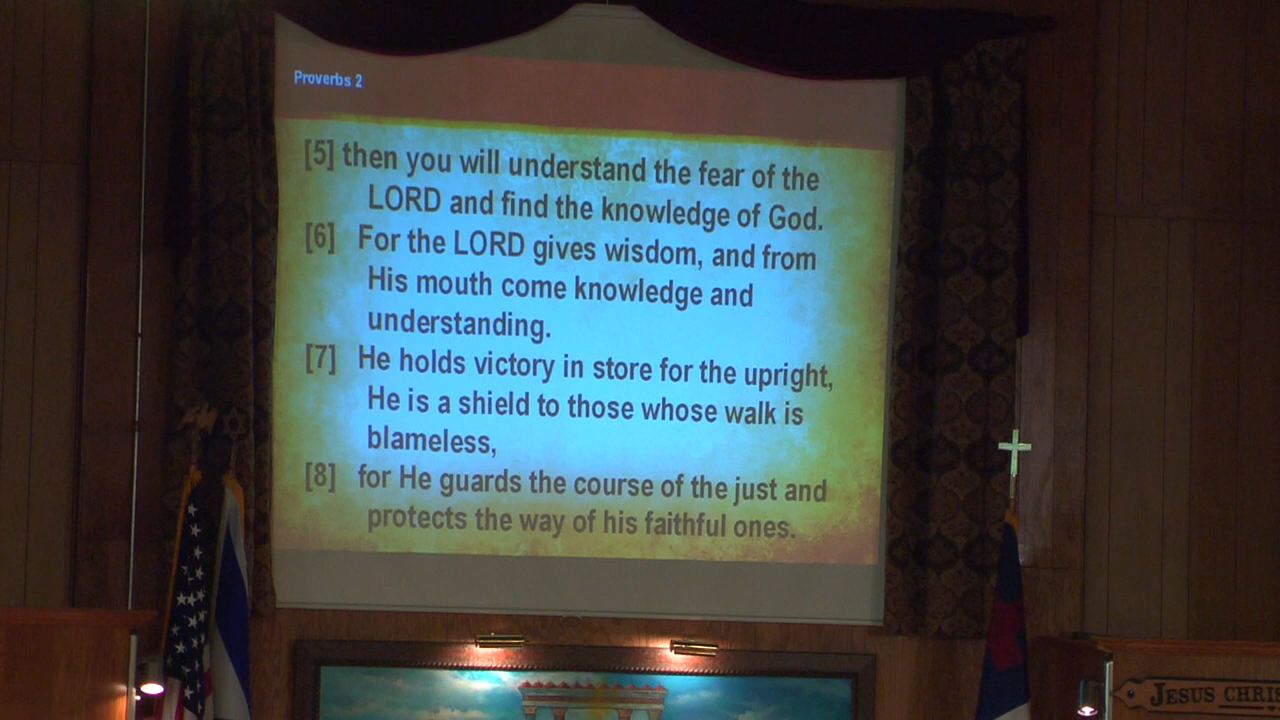 Proverbs 2
[5] then you will understand the fear of the
LORD and find the knowledge of God.
[6] For the LORD gives wisdom, and from
His mouth come knowledge and
understanding.
[7] He holds victory in store for the upright,
He is a shield to those whose walk is
blameless,
[8] for He guards the course of the just and
protects the way of his faithful ones.
JESUS CHRIS